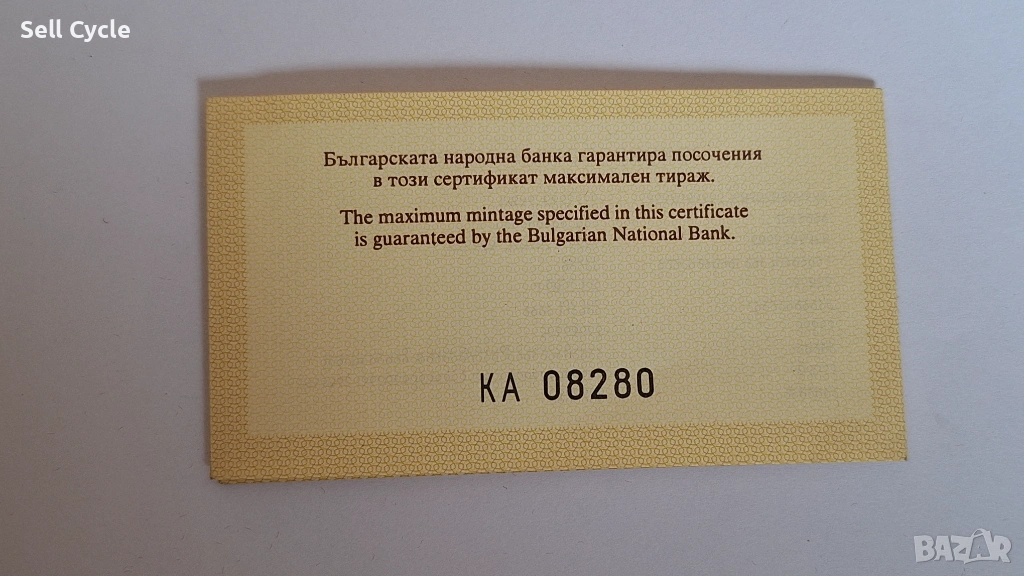 Sell Cycle
Българската народна банка гарантира посочения
в този сертификат максимален тираж.
The maximum mintage specified in this certificate
is guaranteed by the Bulgarian National Bank.
КА 08280
BAZAR